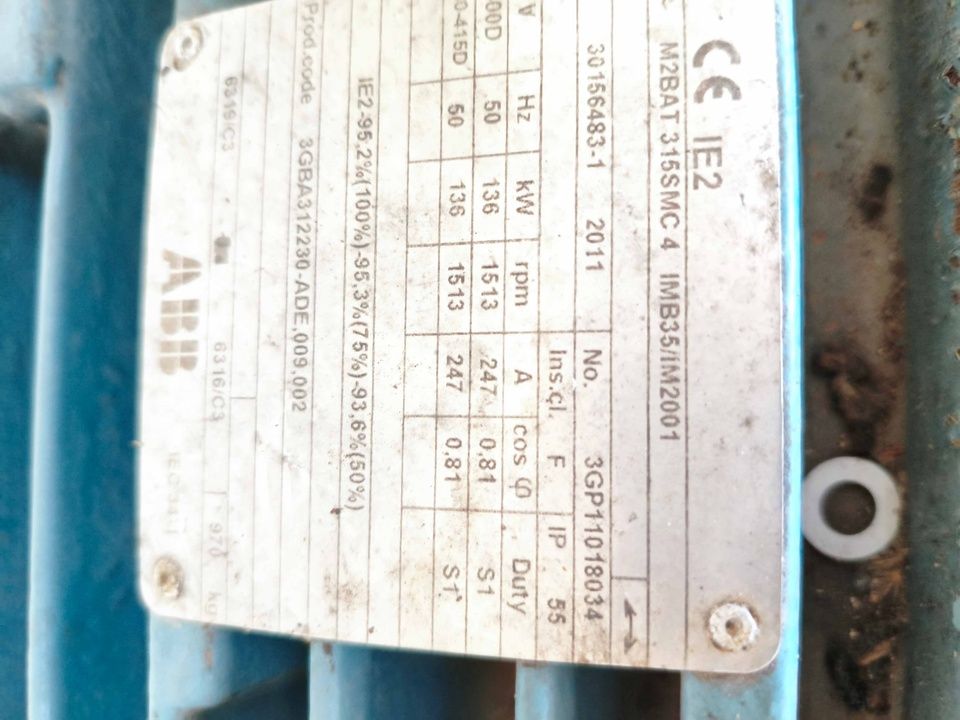 CE IE2
M2BAT 315SMC 4 IMB35/IM2001
30156483-1 2011 No. 3GP11018034
Ins.cl. F IP 55
V Hz kW rpm A cos φ Duty
00D 50 136 1513 247 0,81 S1
0-415D 50 136 1513 247 0,81 S1
IE2-95,2%(100%)-95,3%(75%)-93,6%(50%)
Prod.code 3GBA312230-ADE,009,002
6319/C3 6316/C3 970 kg
ABB